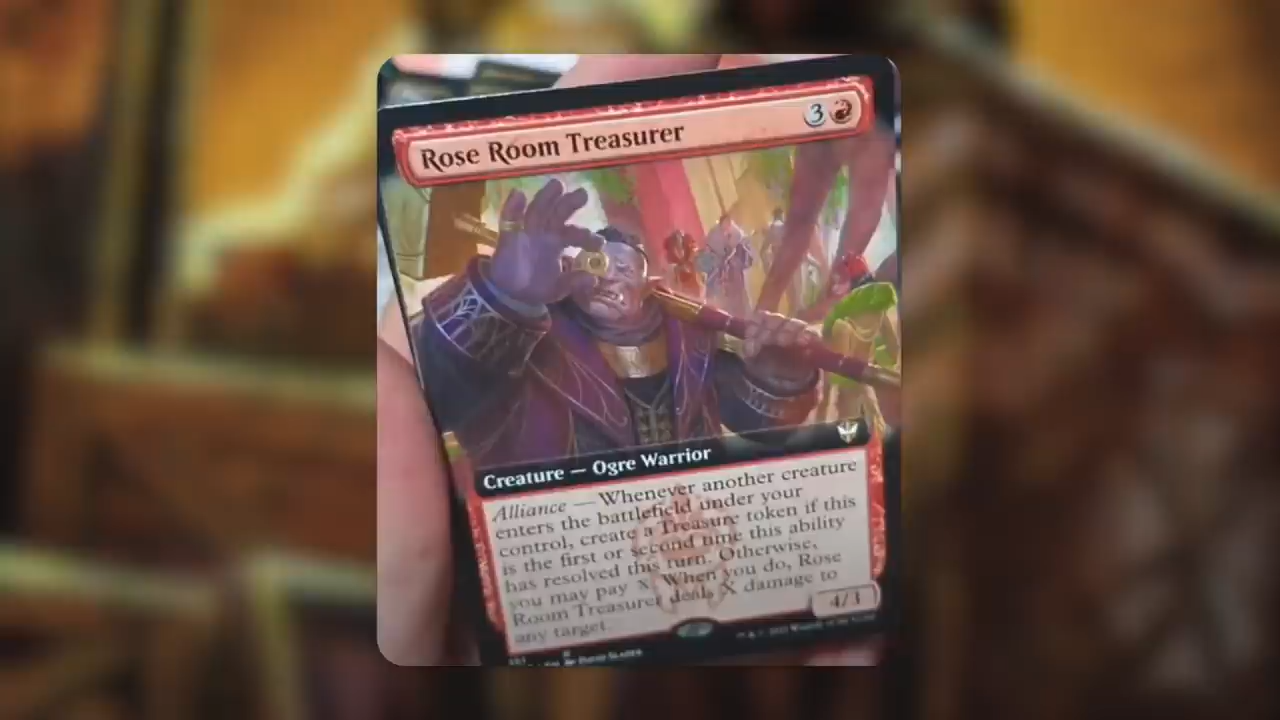 Rose Room Treasurer 3
Creature — Ogre Warrior
Alliance — Whenever another creature
enters the battlefield under your
control, create a Treasure token if this
is the first or second time this ability
has resolved this turn. Otherwise,
you may pay X. When you do, Rose
Room Treasurer deals X damage to
any target.
4/3
David Slader